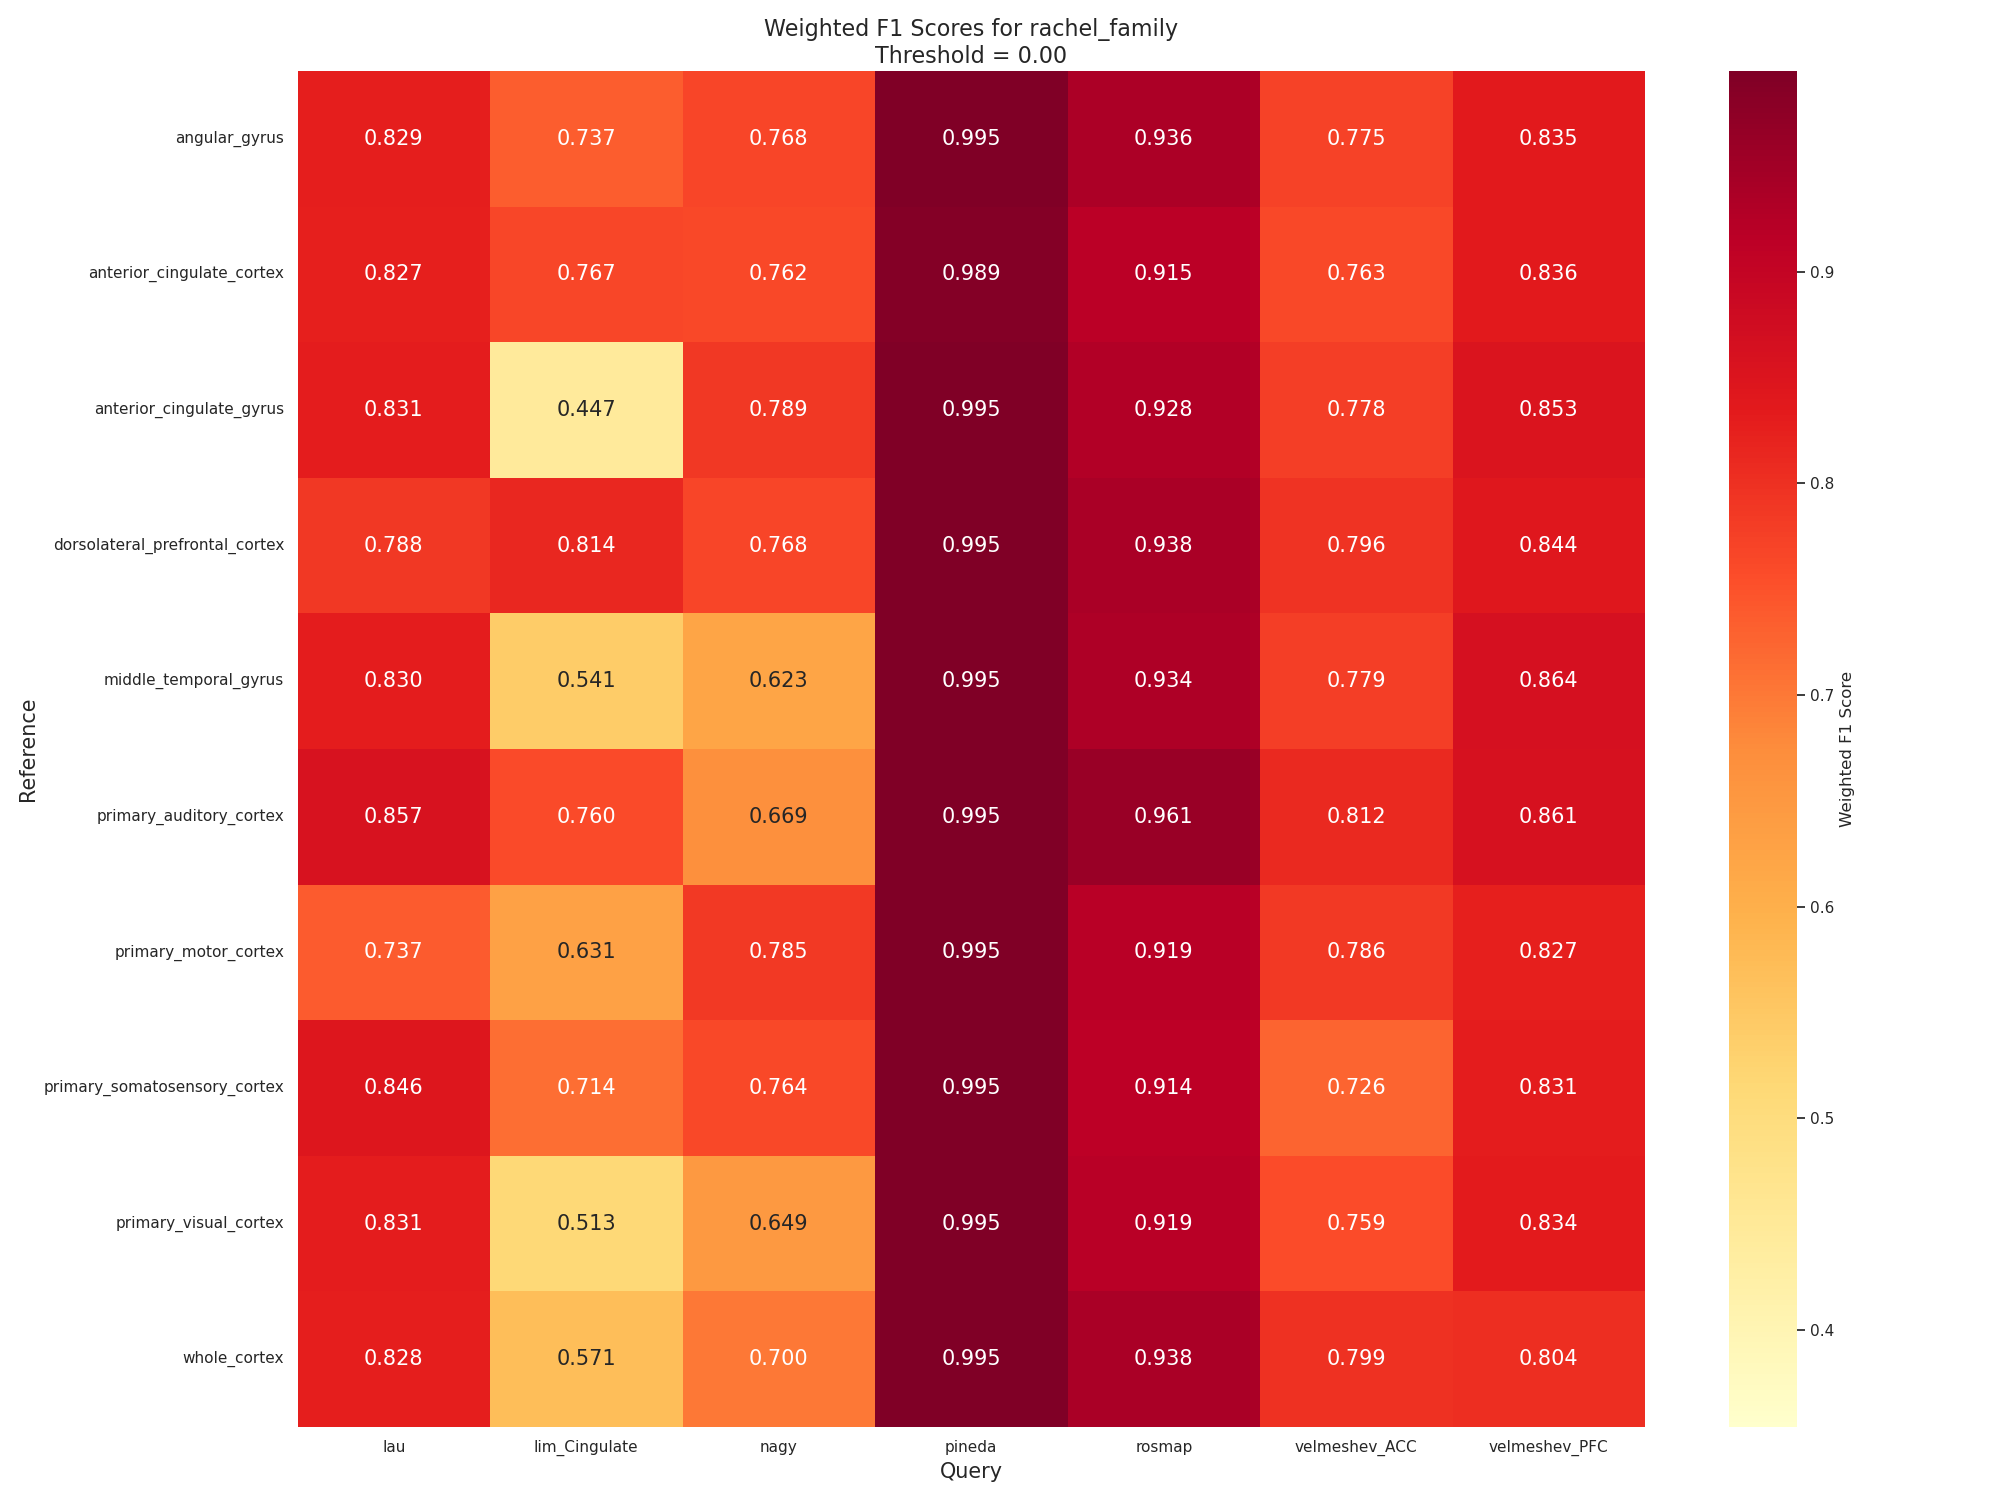 Weighted F1 Scores for rachel_family
Threshold = 0.00
Reference
angular_gyrus 0.829 0.737 0.768 0.995 0.936 0.775 0.835
anterior_cingulate_cortex 0.827 0.767 0.762 0.989 0.915 0.763 0.836
anterior_cingulate_gyrus 0.831 0.447 0.789 0.995 0.928 0.778 0.853
dorsolateral_prefrontal_cortex 0.788 0.814 0.768 0.995 0.938 0.796 0.844
middle_temporal_gyrus 0.830 0.541 0.623 0.995 0.934 0.779 0.864
primary_auditory_cortex 0.857 0.760 0.669 0.995 0.961 0.812 0.861
primary_motor_cortex 0.737 0.631 0.785 0.995 0.919 0.786 0.827
primary_somatosensory_cortex 0.846 0.714 0.764 0.995 0.914 0.726 0.831
primary_visual_cortex 0.831 0.513 0.649 0.995 0.919 0.759 0.834
whole_cortex 0.828 0.571 0.700 0.995 0.938 0.799 0.804
lau lim_Cingulate nagy pineda rosmap velmeshev_ACC velmeshev_PFC
Query
0.9
0.8
0.7
0.6
0.5
0.4
Weighted F1 Score